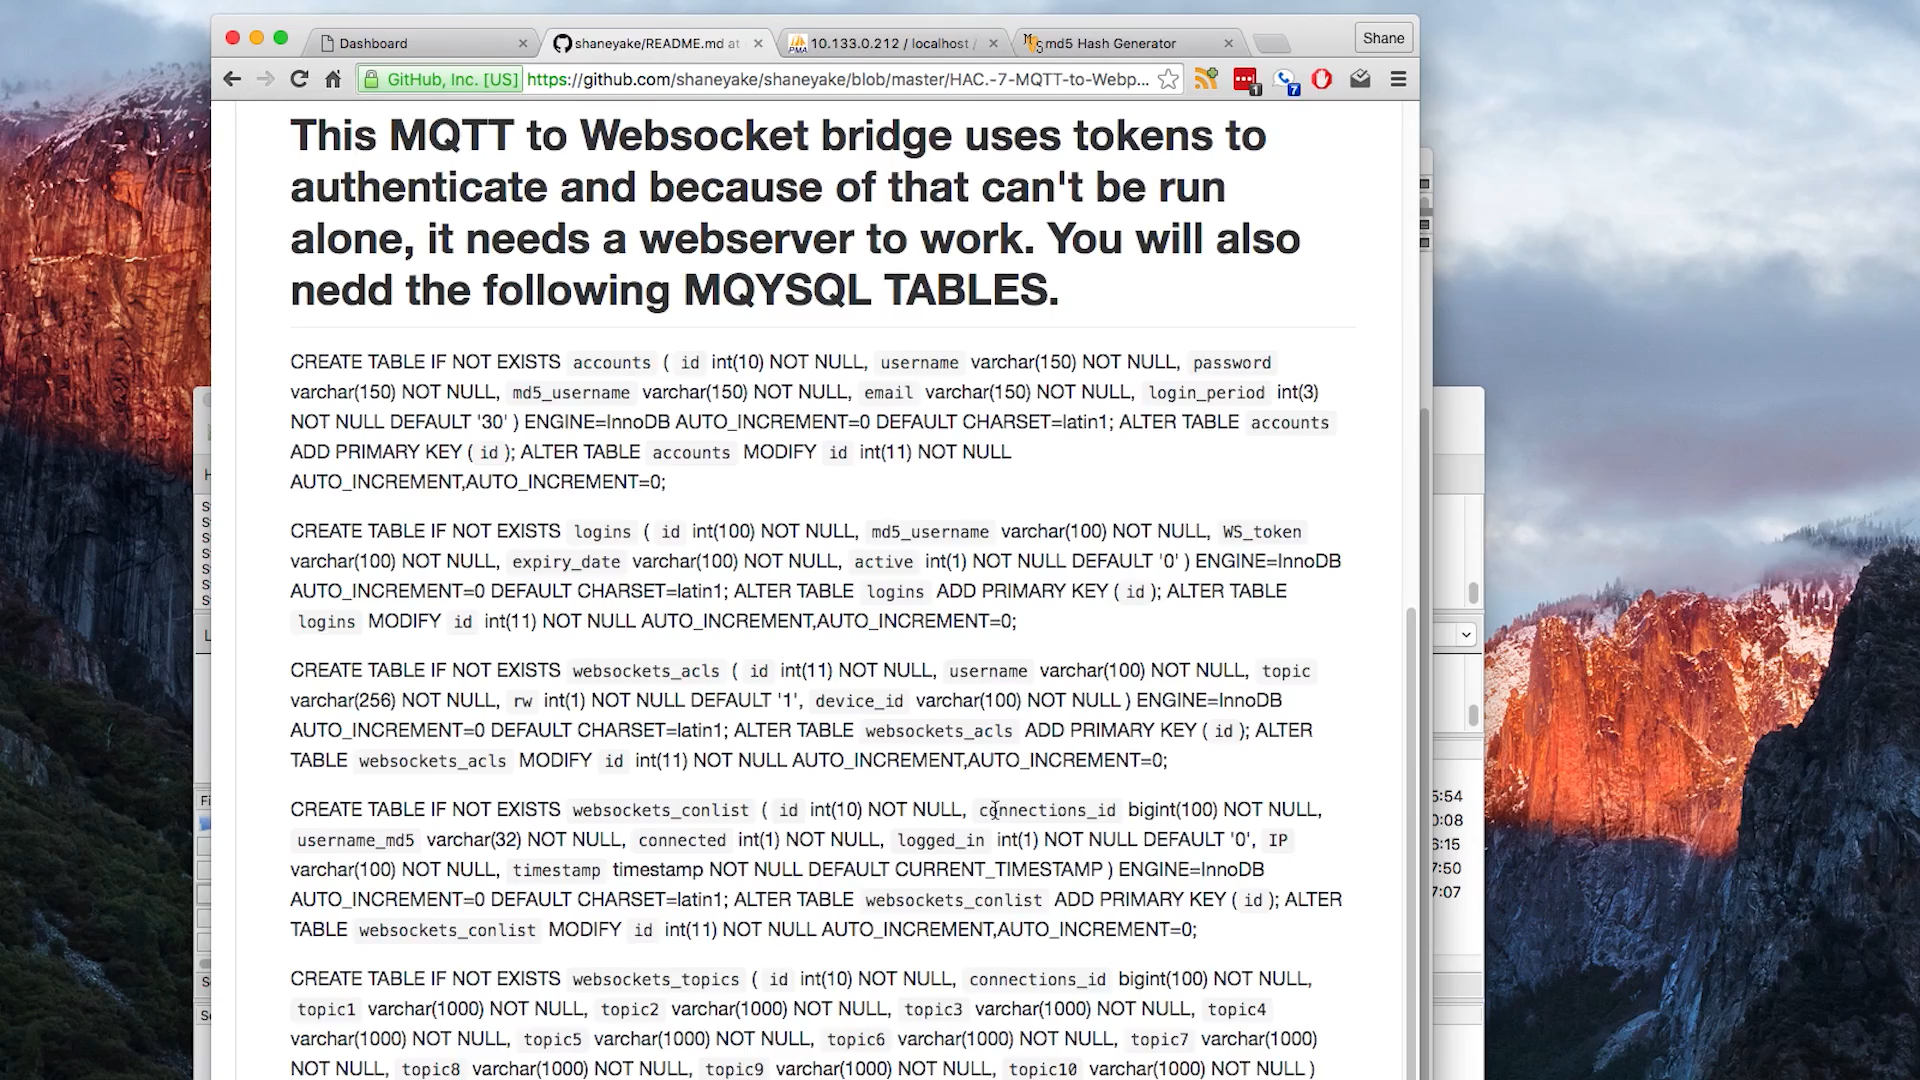 Dashboard
shaneyake/README.md at
10.133.0.212 / localhost /
md5 Hash Generator
Shane
GitHub, Inc. [US]
https://github.com/shaneyake/shaneyake/blob/master/HAC.-7-MQTT-to-Webp...
1
7
This MQTT to Websocket bridge uses tokens to
authenticate and because of that can't be run
alone, it needs a webserver to work. You will also
nedd the following MQYSQL TABLES.
CREATE TABLE IF NOT EXISTS accounts ( id int(10) NOT NULL, username varchar(150) NOT NULL, password
varchar(150) NOT NULL, md5_username varchar(150) NOT NULL, email varchar(150) NOT NULL, login_period int(3)
NOT NULL DEFAULT '30' ) ENGINE=InnoDB AUTO_INCREMENT=0 DEFAULT CHARSET=latin1; ALTER TABLE accounts
ADD PRIMARY KEY ( id ); ALTER TABLE accounts MODIFY id int(11) NOT NULL
AUTO_INCREMENT,AUTO_INCREMENT=0;
CREATE TABLE IF NOT EXISTS logins ( id int(100) NOT NULL, md5_username varchar(100) NOT NULL, WS_token
varchar(100) NOT NULL, expiry_date varchar(100) NOT NULL, active int(1) NOT NULL DEFAULT '0' ) ENGINE=InnoDB
AUTO_INCREMENT=0 DEFAULT CHARSET=latin1; ALTER TABLE logins ADD PRIMARY KEY ( id ); ALTER TABLE
logins MODIFY id int(11) NOT NULL AUTO_INCREMENT,AUTO_INCREMENT=0;
CREATE TABLE IF NOT EXISTS websockets_acls ( id int(11) NOT NULL, username varchar(100) NOT NULL, topic
varchar(256) NOT NULL, rw int(1) NOT NULL DEFAULT '1', device_id varchar(100) NOT NULL ) ENGINE=InnoDB
AUTO_INCREMENT=0 DEFAULT CHARSET=latin1; ALTER TABLE websockets_acls ADD PRIMARY KEY ( id ); ALTER
TABLE websockets_acls MODIFY id int(11) NOT NULL AUTO_INCREMENT,AUTO_INCREMENT=0;
CREATE TABLE IF NOT EXISTS websockets_conlist ( id int(10) NOT NULL, connections_id bigint(100) NOT NULL,
username_md5 varchar(32) NOT NULL, connected int(1) NOT NULL, logged_in int(1) NOT NULL DEFAULT '0', IP
varchar(100) NOT NULL, timestamp timestamp NOT NULL DEFAULT CURRENT_TIMESTAMP ) ENGINE=InnoDB
AUTO_INCREMENT=0 DEFAULT CHARSET=latin1; ALTER TABLE websockets_conlist ADD PRIMARY KEY ( id ); ALTER
TABLE websockets_conlist MODIFY id int(11) NOT NULL AUTO_INCREMENT,AUTO_INCREMENT=0;
CREATE TABLE IF NOT EXISTS websockets_topics ( id int(10) NOT NULL, connections_id bigint(100) NOT NULL,
topic1 varchar(1000) NOT NULL, topic2 varchar(1000) NOT NULL, topic3 varchar(1000) NOT NULL, topic4
varchar(1000) NOT NULL, topic5 varchar(1000) NOT NULL, topic6 varchar(1000) NOT NULL, topic7 varchar(1000)
NOT NULL, topic8 varchar(1000) NOT NULL, topic9 varchar(1000) NOT NULL, topic10 varchar(1000) NOT NULL )
5:54
0:08
6:15
7:50
7:07